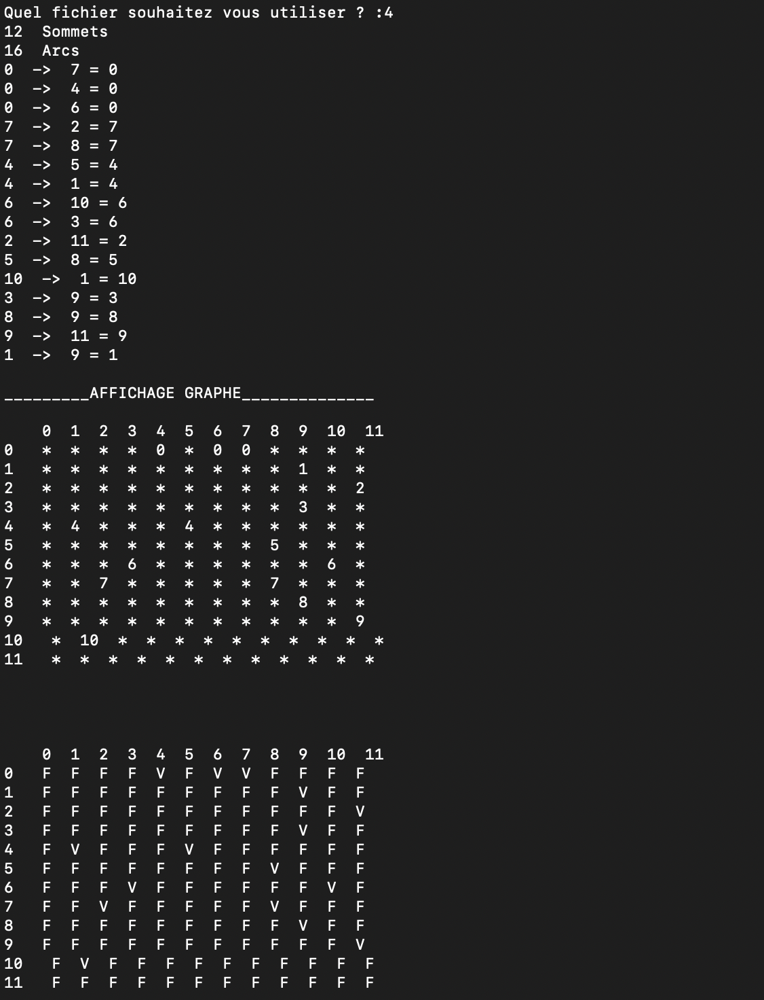 Quel fichier souhaitez vous utiliser ? :4
12  Sommets
16  Arcs
0  ->  7 = 0
0  ->  4 = 0
0  ->  6 = 0
7  ->  2 = 7
7  ->  8 = 7
4  ->  5 = 4
4  ->  1 = 4
6  ->  10 = 6
6  ->  3 = 6
2  ->  11 = 2
5  ->  8 = 5
10  ->  1 = 10
3  ->  9 = 3
8  ->  9 = 8
9  ->  11 = 9
1  ->  9 = 1
_________AFFICHAGE GRAPHE______________
    0  1  2  3  4  5  6  7  8  9  10  11
0   *  *  *  *  0  *  0  0  *  *  *  *
1   *  *  *  *  *  *  *  *  *  1  *  *
2   *  *  *  *  *  *  *  *  *  *  *  2
3   *  *  *  *  *  *  *  *  *  3  *  *
4   *  4  *  *  *  4  *  *  *  *  *  *
5   *  *  *  *  *  *  *  *  5  *  *  *
6   *  *  *  6  *  *  *  *  *  *  6  *
7   *  *  7  *  *  *  *  *  7  *  *  *
8   *  *  *  *  *  *  *  *  *  8  *  *
9   *  *  *  *  *  *  *  *  *  *  *  9
10   *  10  *  *  *  *  *  *  *  *  *  *
11   *  *  *  *  *  *  *  *  *  *  *  *
    0  1  2  3  4  5  6  7  8  9  10  11
0   F  F  F  F  V  F  V  V  F  F  F  F
1   F  F  F  F  F  F  F  F  F  V  F  F
2   F  F  F  F  F  F  F  F  F  F  F  V
3   F  F  F  F  F  F  F  F  F  V  F  F
4   F  V  F  F  F  V  F  F  F  F  F  F
5   F  F  F  F  F  F  F  F  V  F  F  F
6   F  F  F  V  F  F  F  F  F  F  V  F
7   F  F  V  F  F  F  F  F  V  F  F  F
8   F  F  F  F  F  F  F  F  F  V  F  F
9   F  F  F  F  F  F  F  F  F  F  F  V
10   F  V  F  F  F  F  F  F  F  F  F  F
11   F  F  F  F  F  F  F  F  F  F  F  F